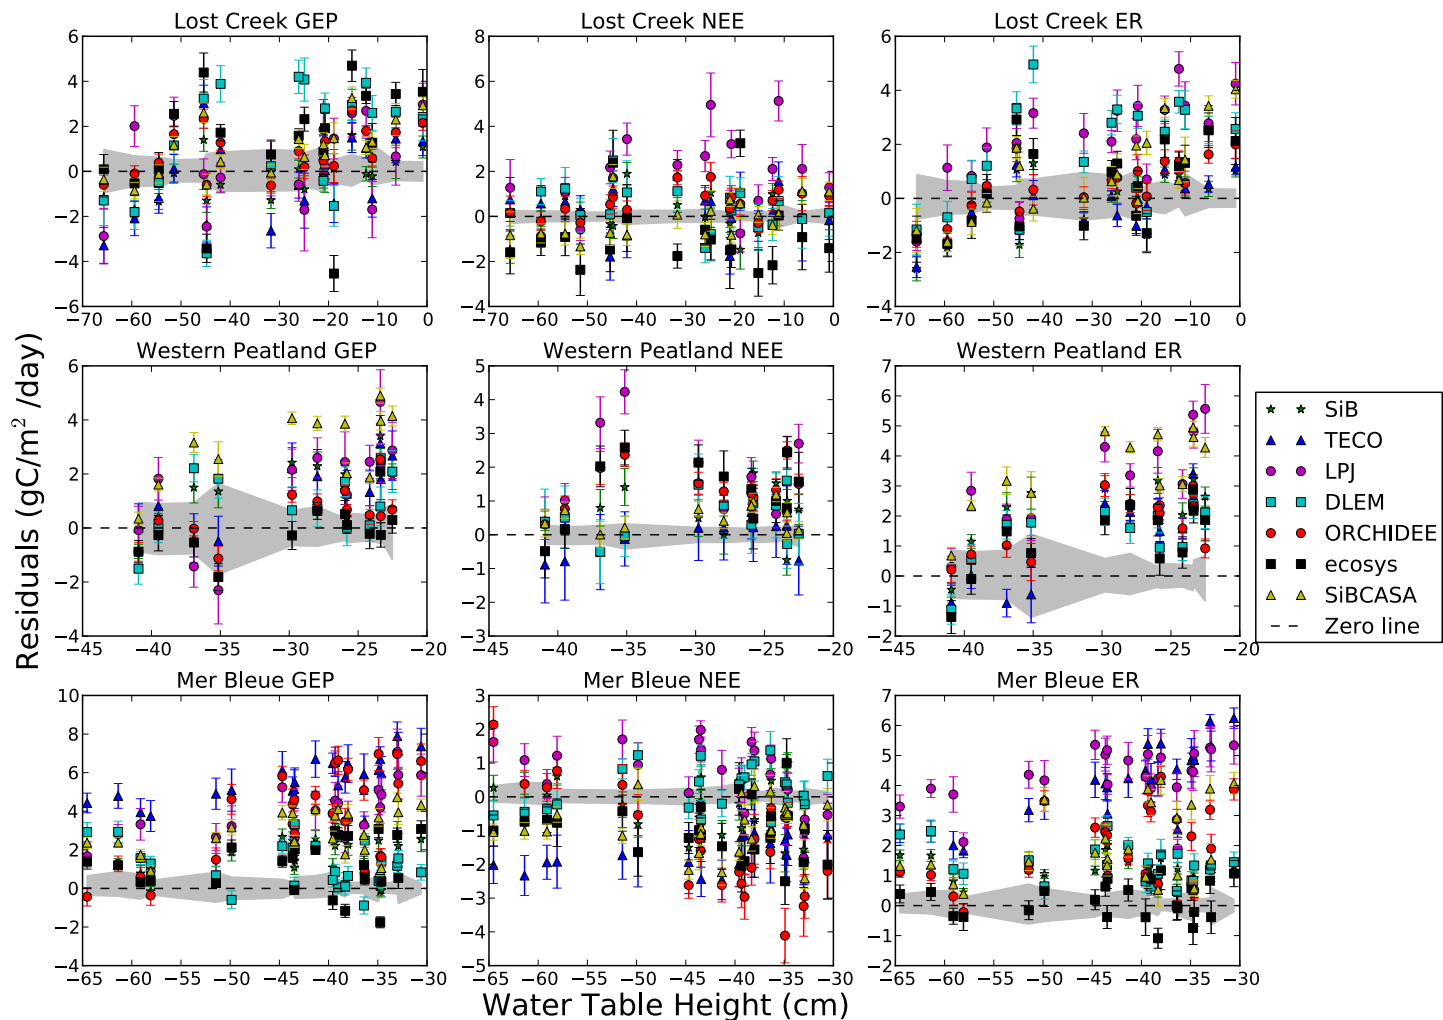 Lost Creek GEP
Lost Creek NEE
Lost Creek ER
6
4
2
0
−2
−4
−6
−70 −60 −50 −40 −30 −20 −10 0
8
6
4
2
0
−2
−4
−70 −60 −50 −40 −30 −20 −10 0
6
4
2
0
−2
−4
−70 −60 −50 −40 −30 −20 −10 0
Residuals (gC/m² /day)
Western Peatland GEP
Western Peatland NEE
Western Peatland ER
6
4
2
0
−2
−4
−45 −40 −35 −30 −25 −20
5
4
3
2
1
0
−1
−2
−3
−45 −40 −35 −30 −25 −20
7
6
5
4
3
2
1
0
−1
−2
−45 −40 −35 −30 −25 −20
SiB
TECO
LPJ
DLEM
ORCHIDEE
ecosys
SiBCASA
Zero line
Mer Bleue GEP
Mer Bleue NEE
Mer Bleue ER
10
8
6
4
2
0
−2
−4
−65 −60 −55 −50 −45 −40 −35 −30
3
2
1
0
−1
−2
−3
−4
−5
−65 −60 −55 −50 −45 −40 −35 −30
7
6
5
4
3
2
1
0
−1
−2
−65 −60 −55 −50 −45 −40 −35 −30
Water Table Height (cm)